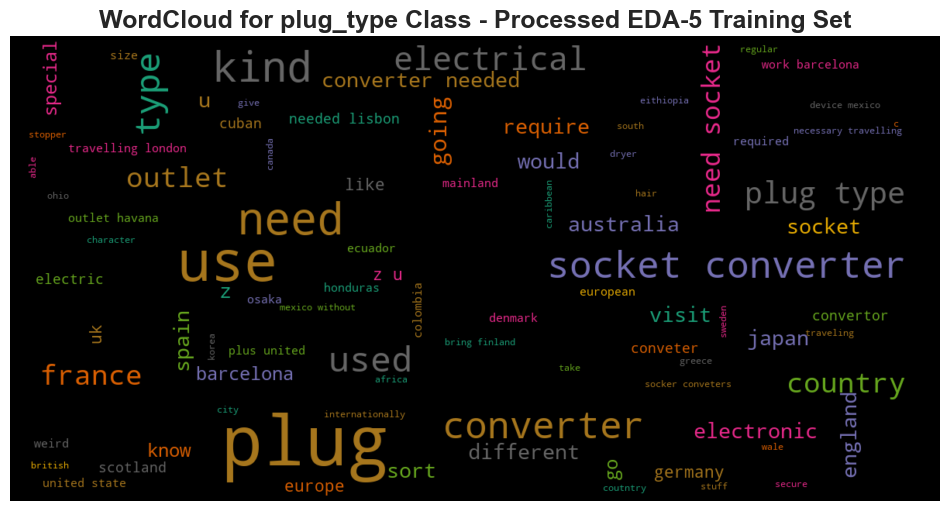 WordCloud for plug_type Class - Processed EDA-5 Training Set
special
size
type
kind
electrical
converter needed
u
give
cuban
needed lisbon
going
require
would
eithiopia
south
dryer
need socket
regular
work barcelona
device mexico
c
necessary travelling
required
stopper
travelling london
able
canada
ohio
outlet
like
mainland
hair
caribbean
plug type
outlet havana
need
australia
socket
character
ecuador
use
socket converter
electric
z u
z
osaka
honduras
mexico without
colombia
european
denmark
visit
sweden
convertor
traveling
japan
uk
spain
korea
plus united
used
bring finland
conveter
greece
take
france
barcelona
africa
socker conveters
country
city
internationally
plug
converter
electronic
england
weird
know
different
wale
british
scotland
sort
go
germany
united state
europe
coutntry
stuff
secure